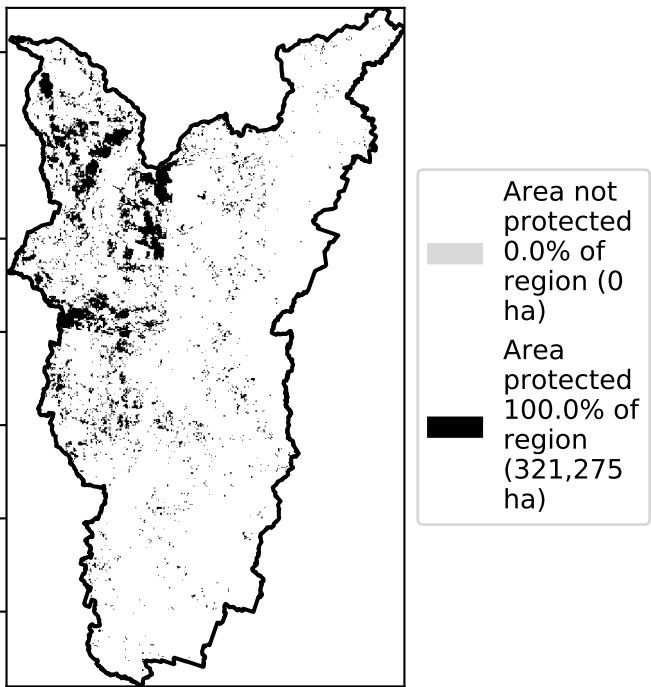 Area not
protected
0.0% of
region (0
ha)
Area
protected
100.0% of
region
(321,275
ha)